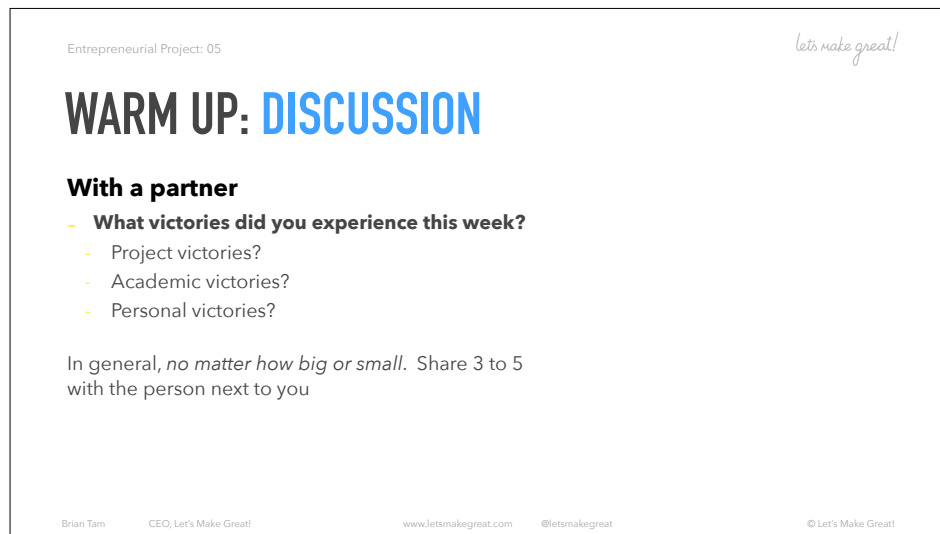 Entrepreneurial Project: 05
let's make great!
WARM UP: DISCUSSION
With a partner
- What victories did you experience this week?
- Project victories?
- Academic victories?
- Personal victories?
In general, no matter how big or small. Share 3 to 5
with the person next to you
Brian Tam CEO, Let's Make Great! www.letsmakegreat.com @letsmakegreat © Let's Make Great!